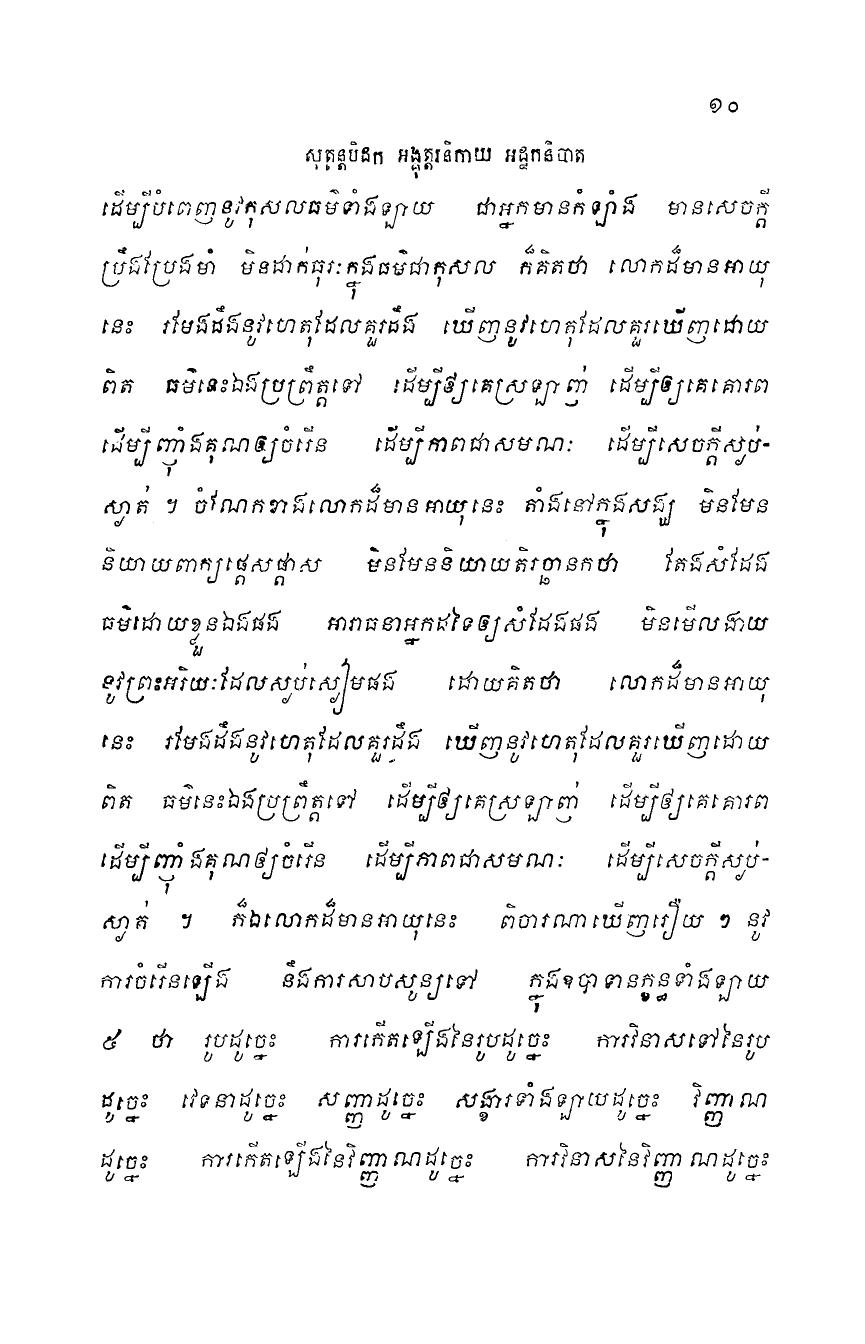 ១០
សុត្តន្តបិដក អង្គុត្តរនិកាយ អដ្ឋកនិបាត
ដើម្បីបំពេញនូវកុសលធម៌ទាំងឡាយ ជាអ្នកមានកំឡាំង មានសេចក្តី
ប្រឹងប្រែងមាំ មិនដាក់ធុរៈក្នុងធម៌ជាកុសល ក៏គិតថា លោកដ៏មានអាយុ
នេះ រមែងដឹងនូវហេតុដែលគួរដឹង ឃើញនូវហេតុដែលគួរឃើញដោយ
ពិត ធម៌នេះឯងប្រព្រឹត្តទៅ ដើម្បីឲ្យគេស្រឡាញ់ ដើម្បីឲ្យគេគោរព
ដើម្បីញ៉ាំងគុណឲ្យចំរើន ដើម្បីភាពជាសមណៈ ដើម្បីសេចក្តីស្ងប់-
ស្ងាត់ ។ ចំណែកខាងលោកដ៏មានអាយុនេះ តាំងនៅក្នុងសង្ឃ មិនមែន
និយាយពាក្យផ្តេសផ្តាស មិនមែននិយាយតិរច្ឆានកថា តែងសំដែង
ធម៌ដោយខ្លួនឯងផង អារាធនាអ្នកដទៃឲ្យសំដែងផង មិនមើលងាយ
នូវព្រះអរិយៈដែលស្ងប់ស្ងៀមផង ដោយគិតថា លោកដ៏មានអាយុ
នេះ រមែងដឹងនូវហេតុដែលគួរដឹង ឃើញនូវហេតុដែលគួរឃើញដោយ
ពិត ធម៌នេះឯងប្រព្រឹត្តទៅ ដើម្បីឲ្យគេស្រឡាញ់ ដើម្បីឲ្យគេគោរព
ដើម្បីញ៉ាំងគុណឲ្យចំរើន ដើម្បីភាពជាសមណៈ ដើម្បីសេចក្តីស្ងប់-
ស្ងាត់ ។ ក៏ឯលោកដ៏មានអាយុនេះ ពិចារណាឃើញរឿយ ៗ នូវ
ការចំរើនឡើង នឹងការសាបសូន្យទៅ ក្នុងឧបាទានក្ខន្ធទាំងឡាយ
៥ ថា រូបដូច្នេះ ការកើតឡើងនៃរូបដូច្នេះ ការវិនាសទៅនៃរូប
ដូច្នេះ វេទនាដូច្នេះ សញ្ញាដូច្នេះ សង្ខារទាំងឡាយដូច្នេះ វិញ្ញាណ
ដូច្នេះ ការកើតឡើងនៃវិញ្ញាណដូច្នេះ ការវិនាសនៃវិញ្ញាណដូច្នេះ